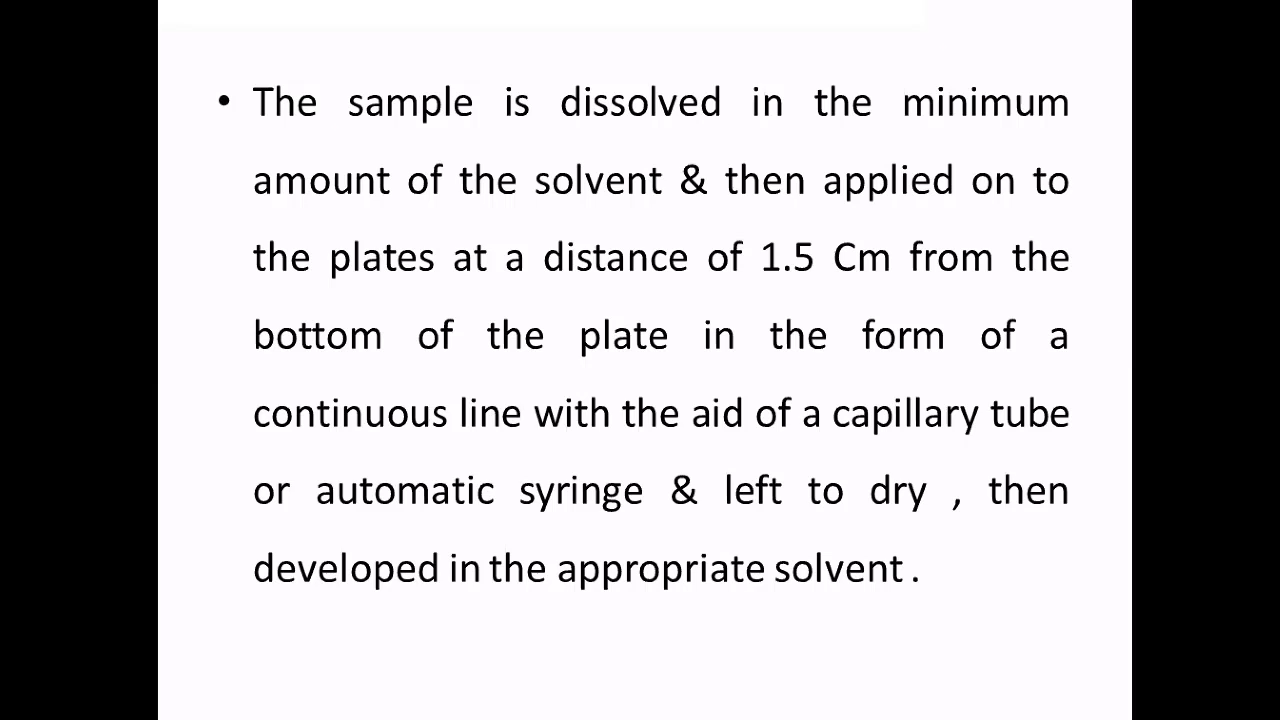 • The sample is dissolved in the minimum
amount of the solvent & then applied on to
the plates at a distance of 1.5 Cm from the
bottom of the plate in the form of a
continuous line with the aid of a capillary tube
or automatic syringe & left to dry , then
developed in the appropriate solvent .